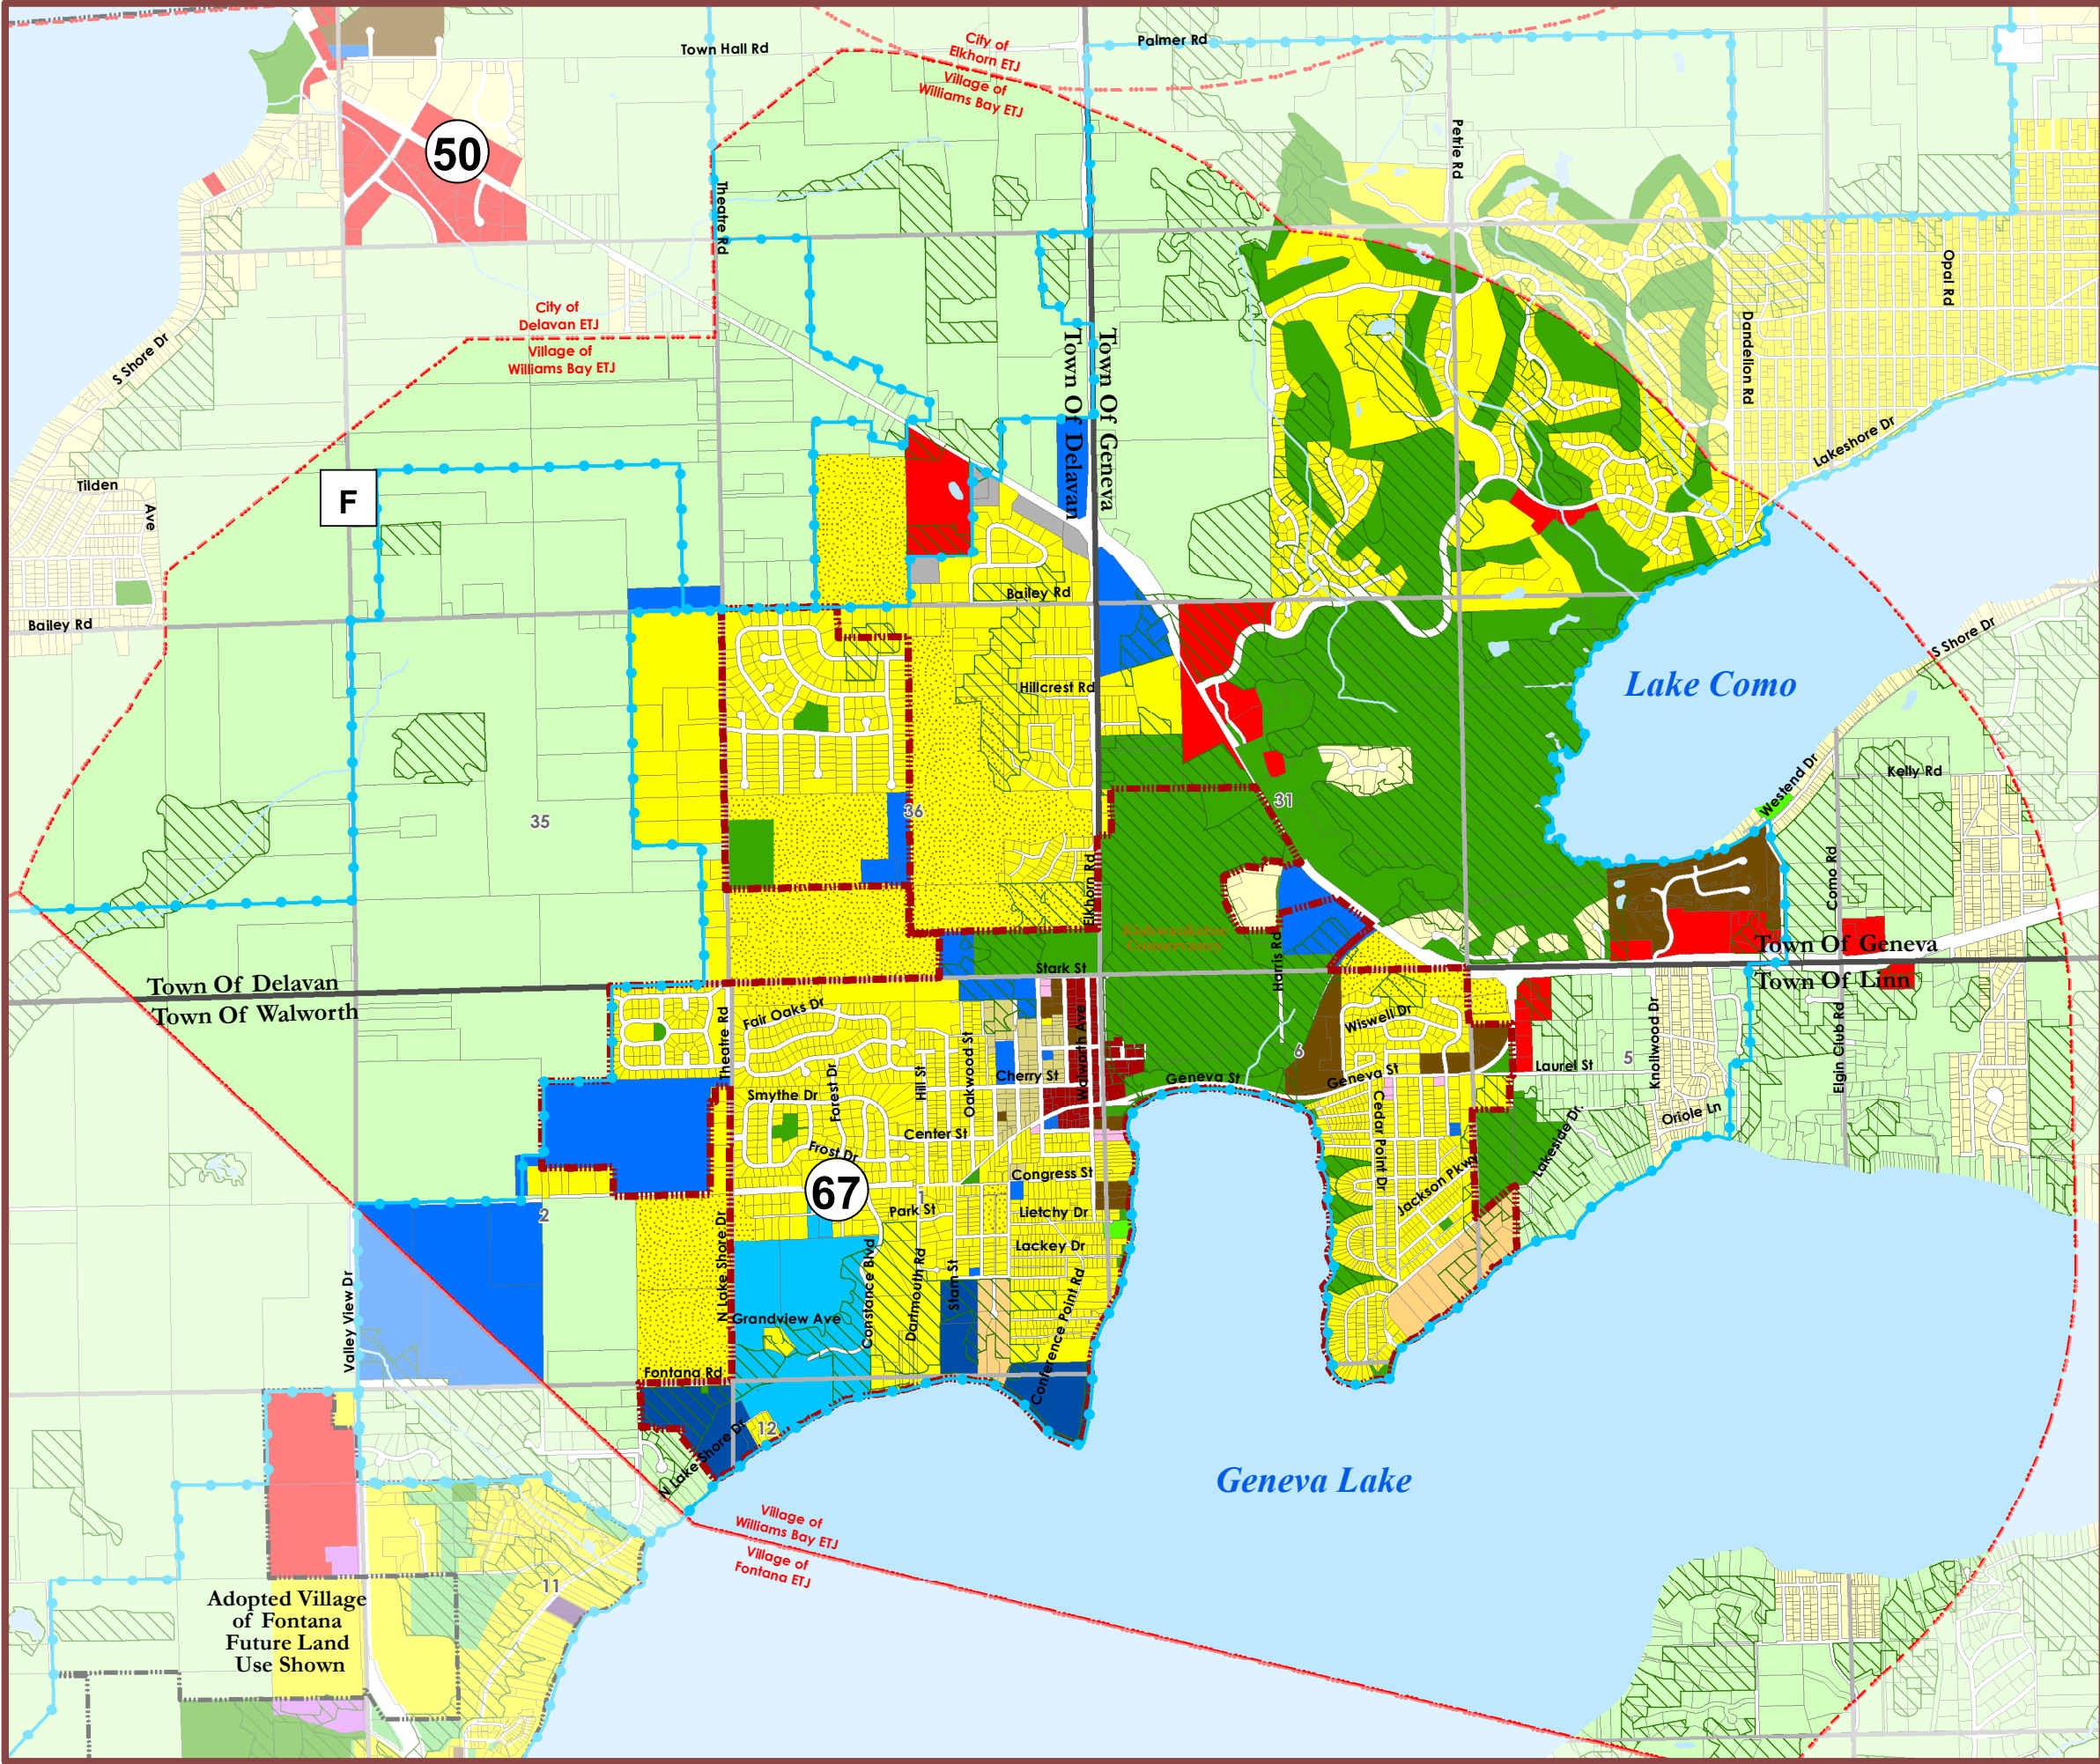 Town Hall Rd
City of
Elkhorn ETJ
Village of
Williams Bay ETJ
Palmer Rd
50
Petrie Rd
Theatre Rd
Opal Rd
City of
Delavan ETJ
Village of
Williams Bay ETJ
S Shore Dr
Town Of Geneva
Town Of Delavan
Dandelion Rd
Lakeshore Dr
Tilden
Ave
F
Bailey Rd
Bailey Rd
S Shore Dr
Hillcrest Rd
Lake Como
Westend Dr
Kelly Rd
35
36
31
Como Rd
Elkhorn Rd
Kishwauketoe
Conservancy
Harris Rd
Stark St
Town Of Geneva
Town Of Linn
Town Of Delavan
Town Of Walworth
Fair Oaks Dr
Theatre Rd
Oakwood St
Walworth Ave
Wiswell Dr
Knollwood Dr
Elgin Club Rd
6
5
Hill St
Cherry St
Geneva St
Geneva St
Laurel St
Smythe Dr
Forest Dr
Cedar Point Dr
Oriole Ln
Center St
Frost Dr
Lakeside Dr.
67
Congress St
Jackson Pkwy
1
Park St
Lietchy Dr
2
N Lake Shore Dr
Lackey Dr
Constance Blvd
Dartmouth Rd
Stam St
Conference Point Rd
Valley View Dr
Grandview Ave
Fontana Rd
12
N Lake Shore Dr
Geneva Lake
Village of
Williams Bay ETJ
Village of
Fontana ETJ
11
Adopted Village
of Fontana
Future Land
Use Shown